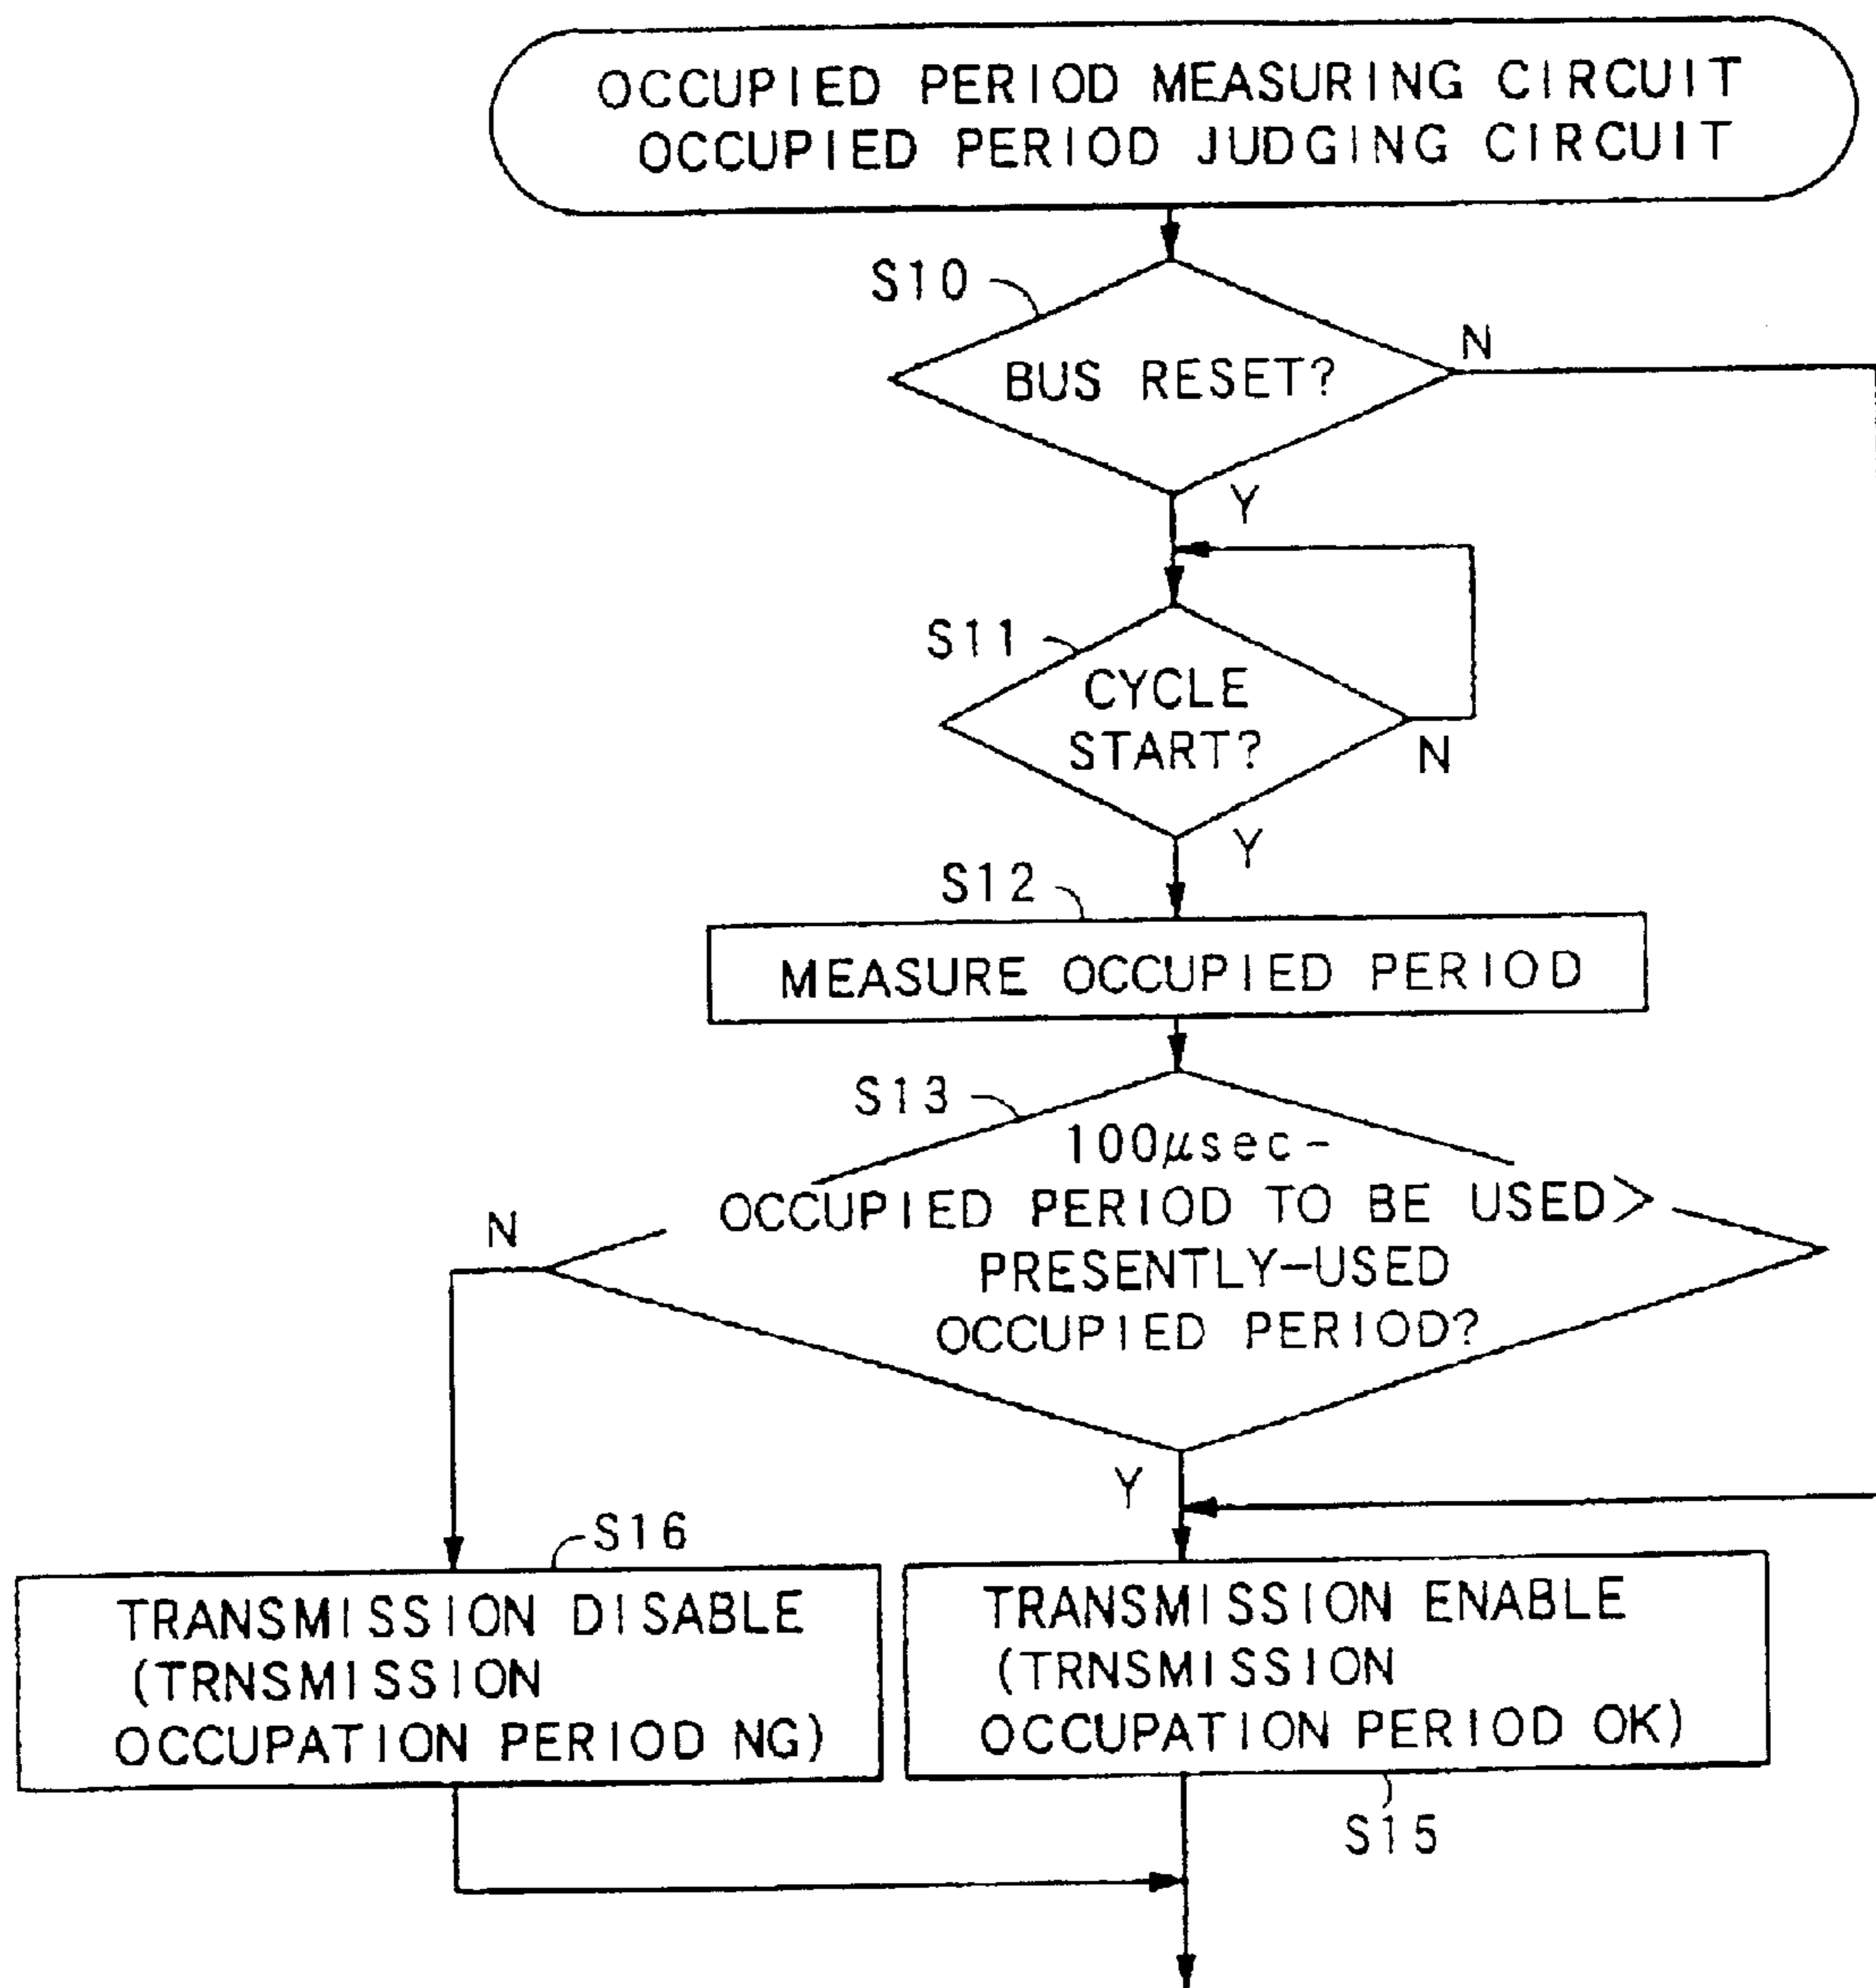 OCCUPIED PERIOD MEASURING CIRCUIT
OCCUPIED PERIOD JUDGING CIRCUIT
S10
BUS RESET?
N
Y
S11
CYCLE
START?
N
Y
S12
MEASURE OCCUPIED PERIOD
S13
100μsec-
OCCUPIED PERIOD TO BE USED>
PRESENTLY-USED
OCCUPIED PERIOD?
N
Y
S16
TRANSMISSION DISABLE
(TRNSMISSION
OCCUPATION PERIOD NG)
TRANSMISSION ENABLE
(TRNSMISSION
OCCUPATION PERIOD OK)
S15